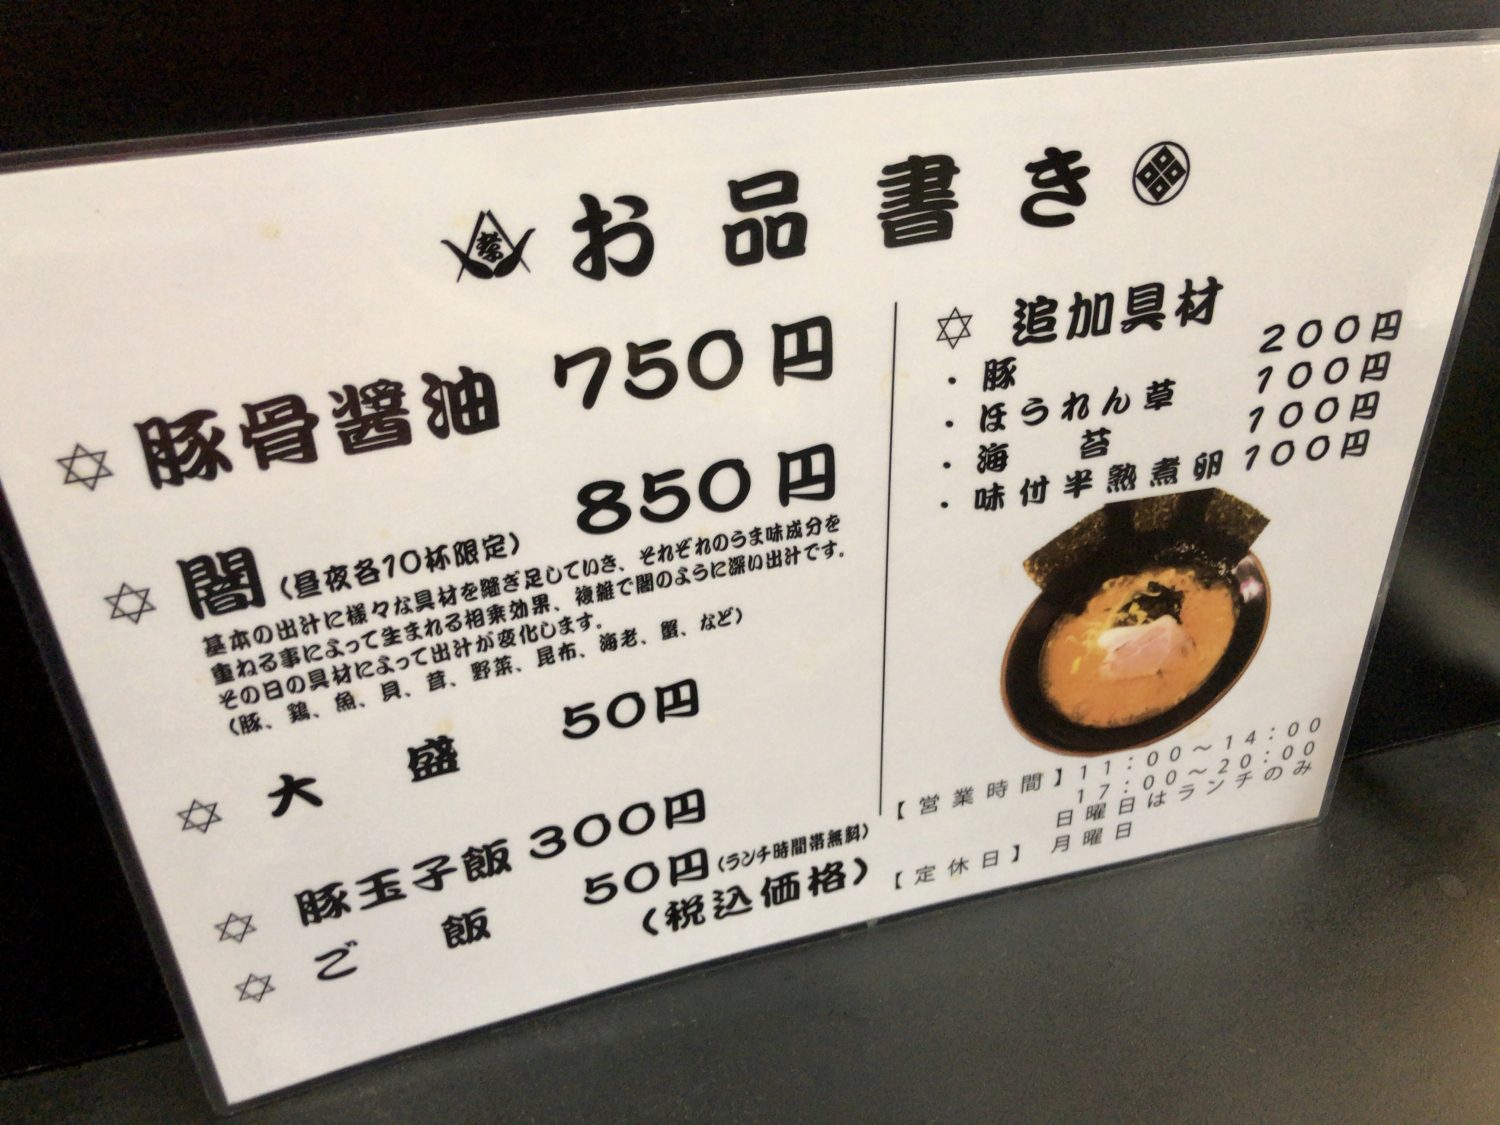 お品書き
豚骨醤油 750円
闇(昼夜各10杯限定) 850円
基本の出汁に様々な具材を継ぎ足していき、それぞれのうま味成分を
重ねる事によって生まれる相乗効果、複雑で闇のように深い出汁です。
その日の具材によって出汁が変化します。
(豚、鶏、魚、貝、茸、野菜、昆布、海老、蟹、など)
大盛 50円
豚玉子飯 300円
ご飯 50円(ランチ時間帯無料)
(税込価格)
追加具材
・豚 200円
・ほうれん草 100円
・海苔 100円
・味付半熟煮卵 100円
【営業時間】11:00〜14:00
17:00〜20:00
日曜日はランチのみ
【定休日】 月曜日